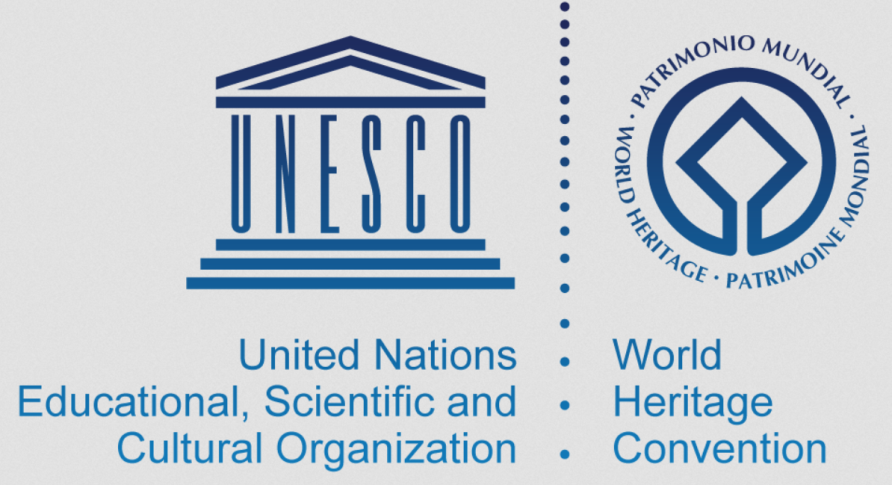 UNESCO
United Nations
Educational, Scientific and
Cultural Organization
WORLD HERITAGE · PATRIMOINE MONDIAL · PATRIMONIO MUNDIAL ·
World
Heritage
Convention